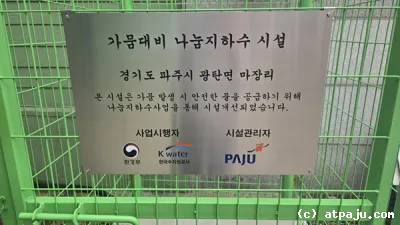 가뭄대비 나눔지하수 시설
경기도 파주시 광탄면 마장리
본 시설은 가뭄 발생 시 안전한 물을 공급하기 위해
나눔지하수사업을 통해 시설개선되었습니다.
사업시행자 시설관리자
환경부 K water 한국수자원공사 PAJU
(c) atpaju.com